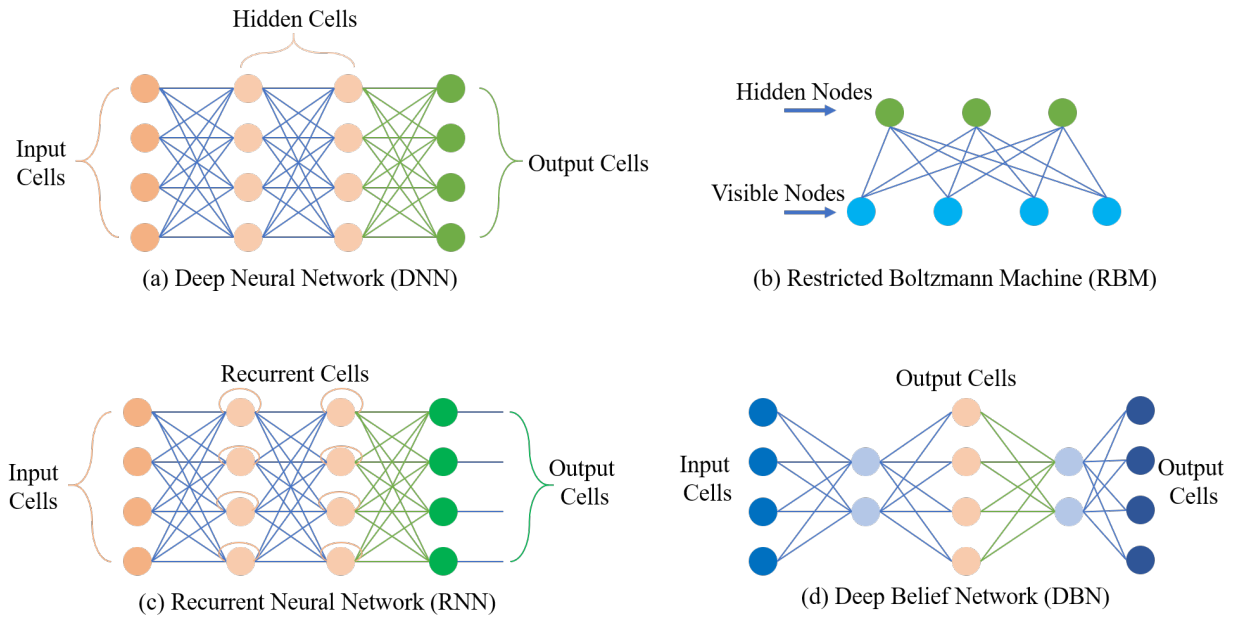 Hidden Cells
Input
Cells
Output Cells
(a) Deep Neural Network (DNN)
Hidden Nodes
Visible Nodes
(b) Restricted Boltzmann Machine (RBM)
Recurrent Cells
Input
Cells
Output
Cells
(c) Recurrent Neural Network (RNN)
Output Cells
Input
Cells
Output
Cells
(d) Deep Belief Network (DBN)